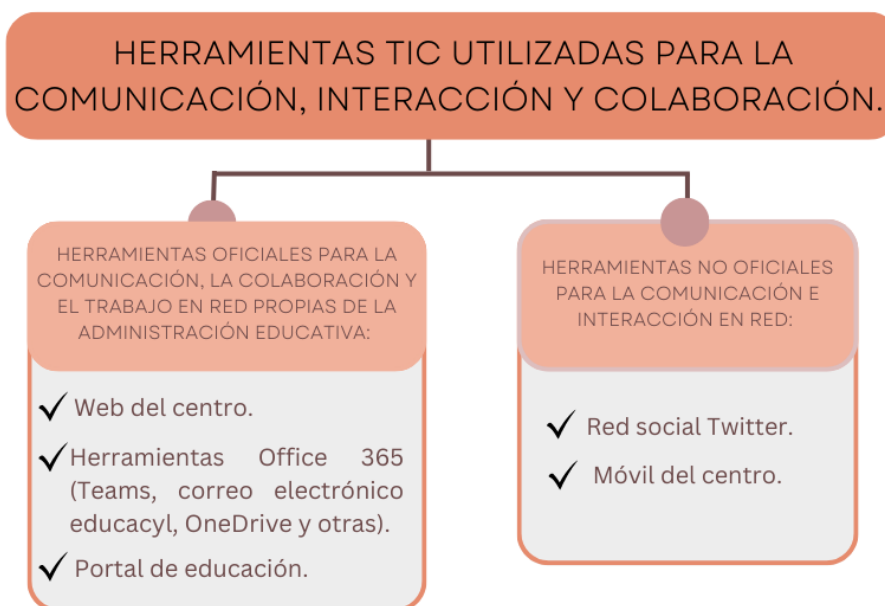 HERRAMIENTAS TIC UTILIZADAS PARA LA
COMUNICACIÓN, INTERACCIÓN Y COLABORACIÓN.
HERRAMIENTAS OFICIALES PARA LA
COMUNICACIÓN, LA COLABORACIÓN Y
EL TRABAJO EN RED PROPIAS DE LA
ADMINISTRACIÓN EDUCATIVA:
Web del centro.
Herramientas Office 365
(Teams, correo electrónico
educacyl, OneDrive y otras).
Portal de educación.
HERRAMIENTAS NO OFICIALES
PARA LA COMUNICACIÓN E
INTERACCIÓN EN RED:
Red social Twitter.
Móvil del centro.